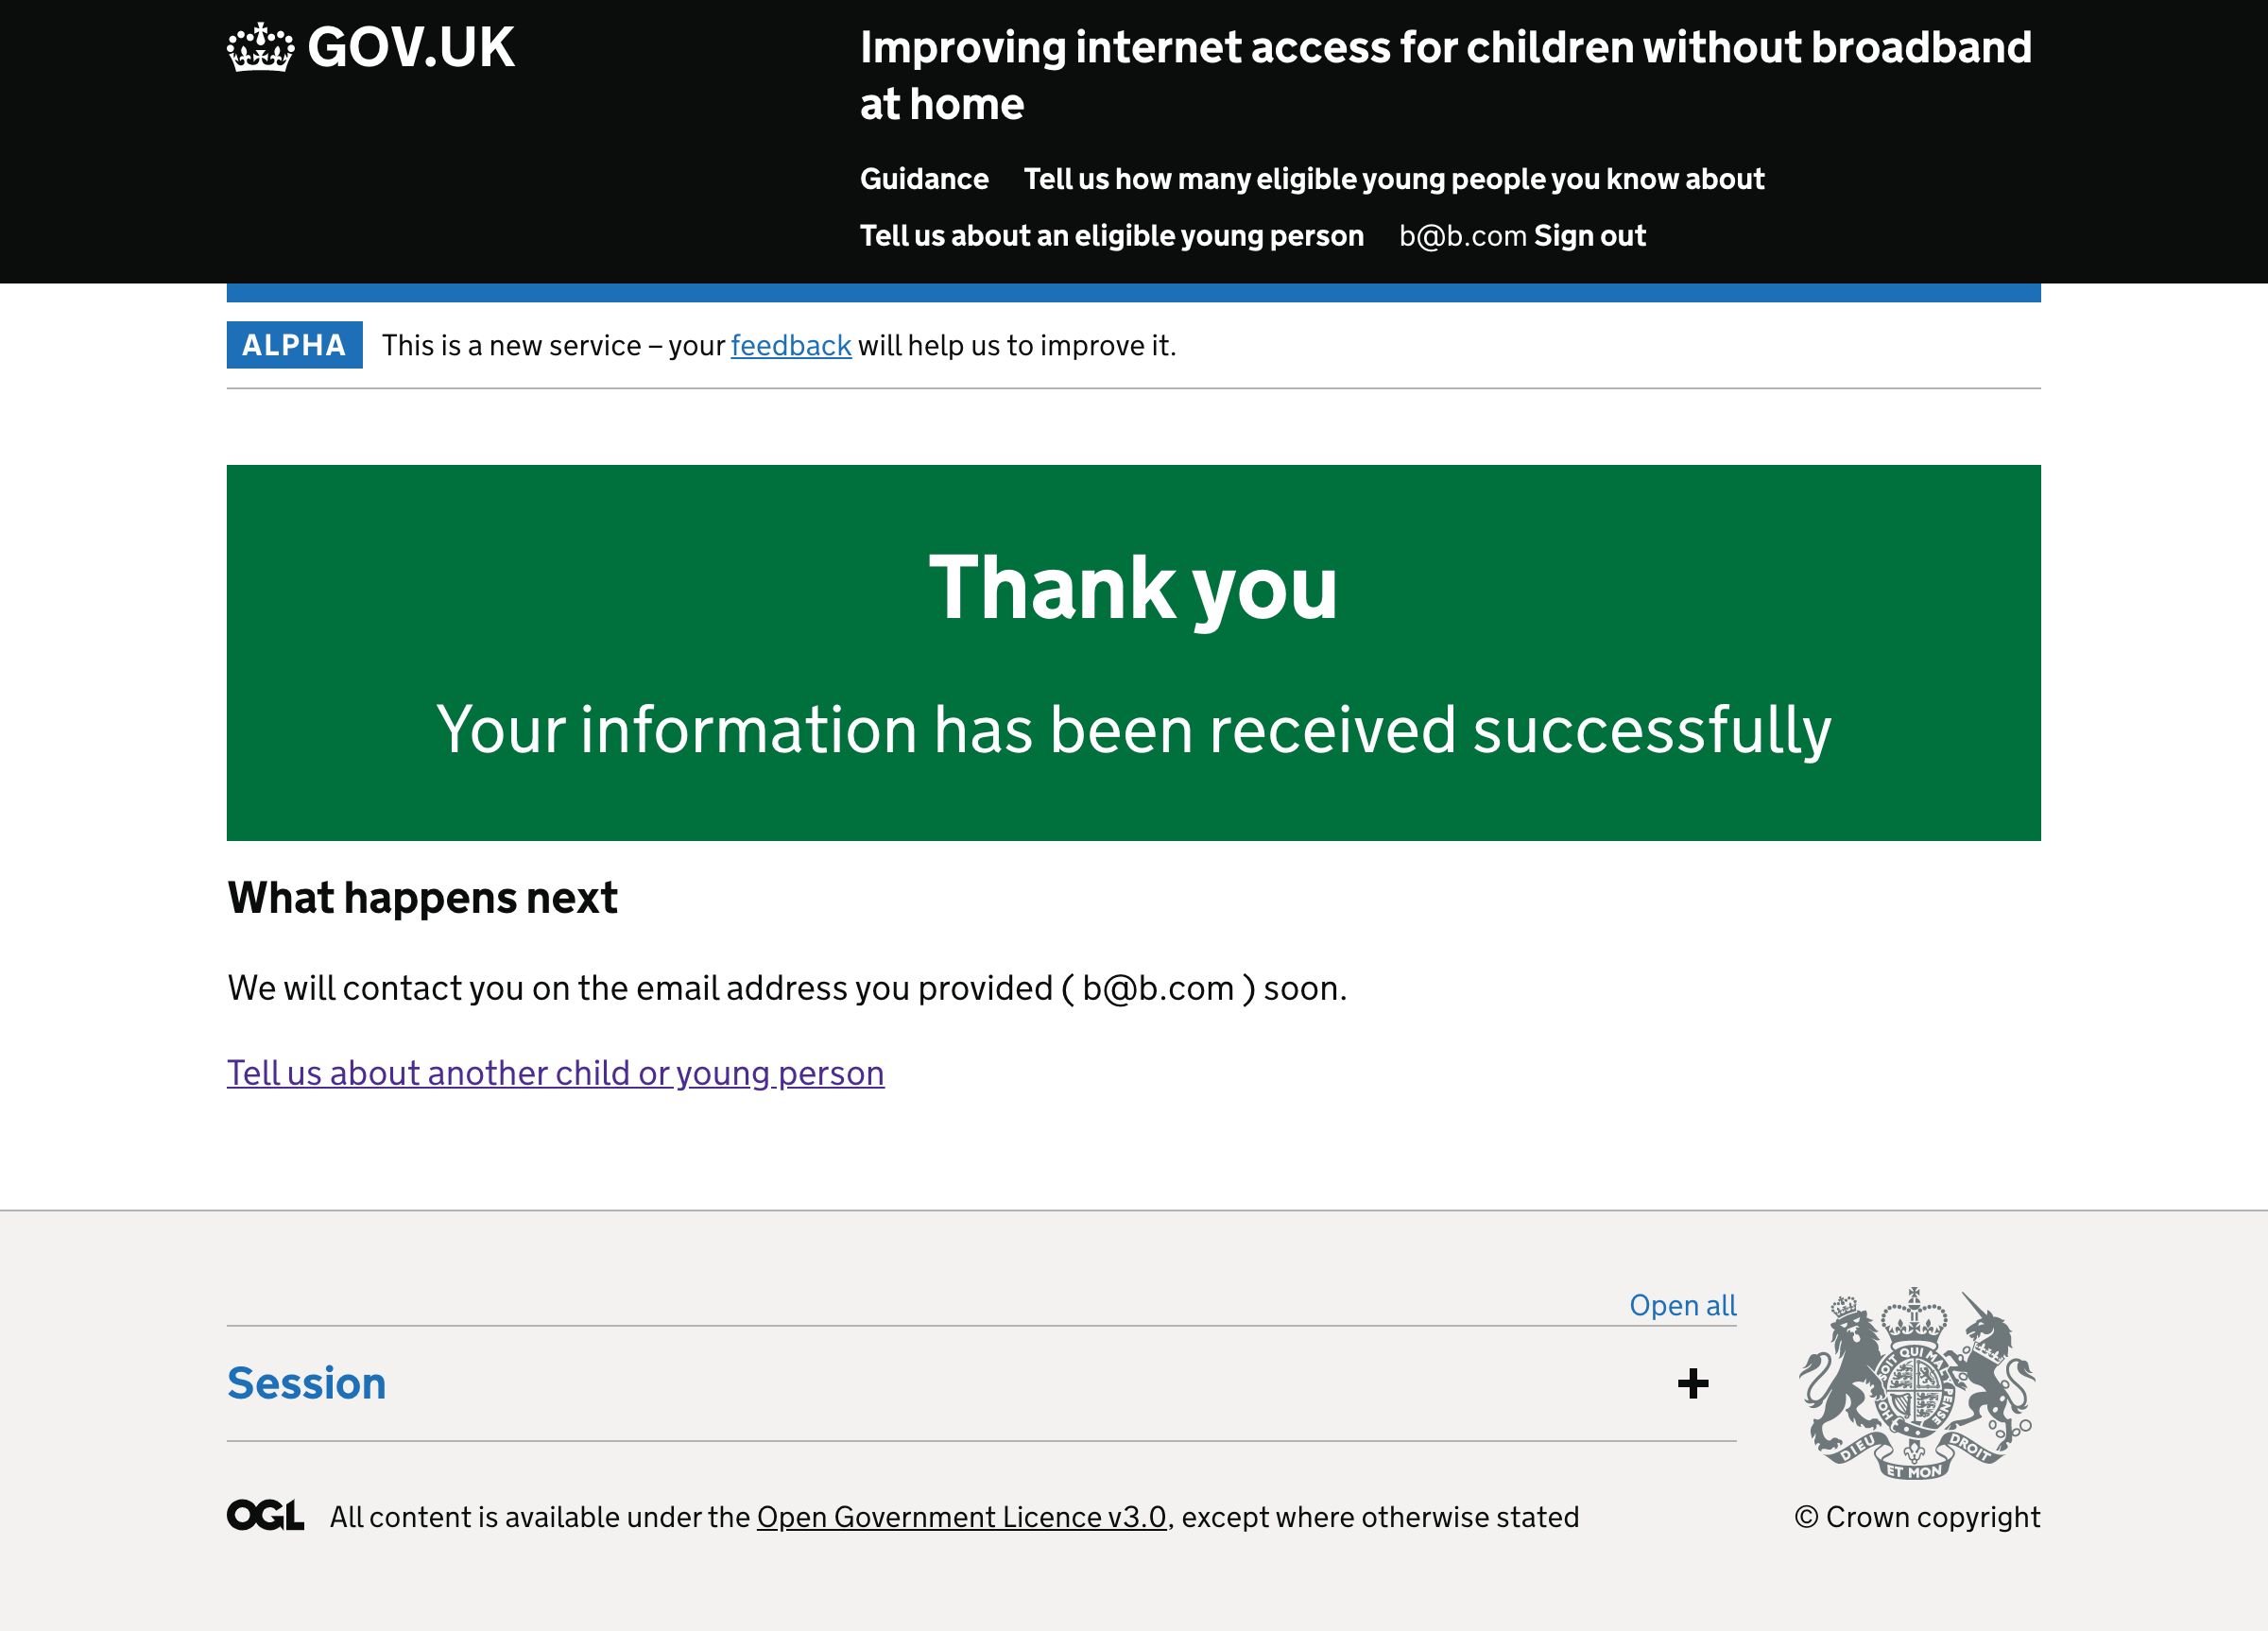 GOV.UK
Improving internet access for children without broadband
at home
Guidance Tell us how many eligible young people you know about
Tell us about an eligible young person b@b.com Sign out
ALPHA This is a new service – your feedback will help us to improve it.
Thank you
Your information has been received successfully
What happens next
We will contact you on the email address you provided ( b@b.com ) soon.
Tell us about another child or young person
Open all
Session +
HONI SOIT QUI MAL Y PENSE
DIEU ET MON DROIT
OGL All content is available under the Open Government Licence v3.0, except where otherwise stated
© Crown copyright